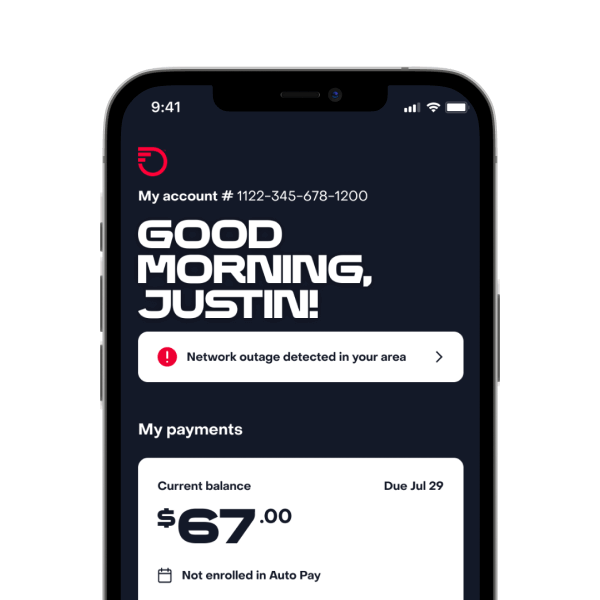 9:41
My account # 1122-345-678-1200
GOOD
MORNING,
JUSTIN!
Network outage detected in your area
My payments
Current balance Due Jul 29
$67.00
Not enrolled in Auto Pay